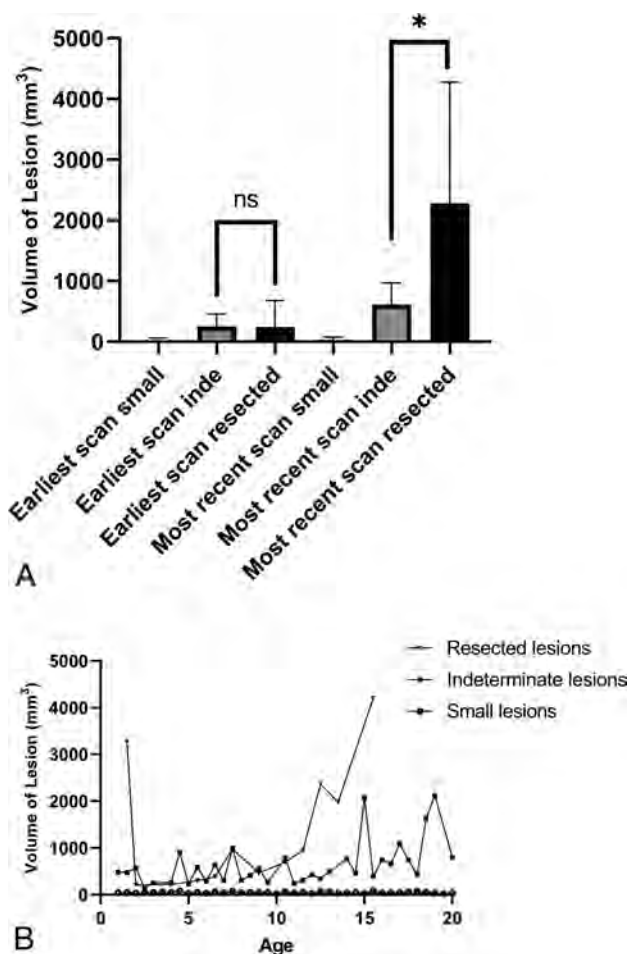 5000
4000
3000
2000
1000
0
Volume of Lesion (mm³)
ns
*
Earliest scan small
Earliest scan inde
Earliest scan resected
Most recent scan small
Most recent scan inde
Most recent scan resected
A
Resected lesions
Indeterminate lesions
Small lesions
5000
4000
3000
2000
1000
0
Volume of Lesion (mm³)
0 5 10 15 20
Age
B